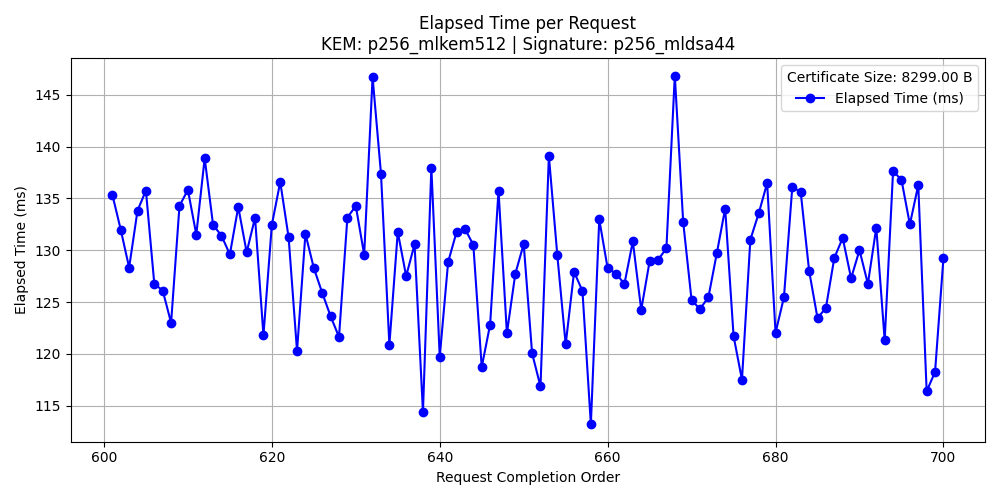 Elapsed Time per Request
KEM: p256_mlkem512 | Signature: p256_mldsa44
Certificate Size: 8299.00 B
Elapsed Time (ms)
Elapsed Time (ms)
145
140
135
130
125
120
115
600 620 640 660 680 700
Request Completion Order